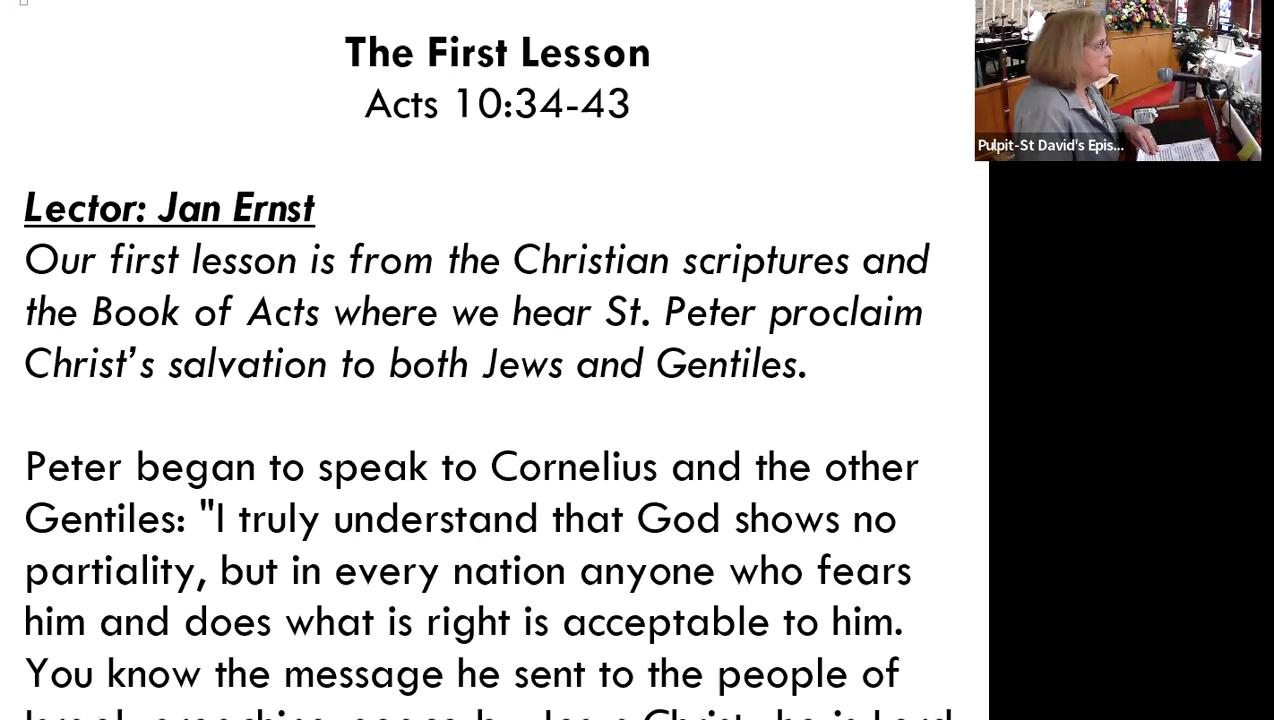 The First Lesson
Acts 10:34-43
Pulpit-St David's Epis...
Lector: Jan Ernst
Our first lesson is from the Christian scriptures and
the Book of Acts where we hear St. Peter proclaim
Christ’s salvation to both Jews and Gentiles.
Peter began to speak to Cornelius and the other
Gentiles: "I truly understand that God shows no
partiality, but in every nation anyone who fears
him and does what is right is acceptable to him.
You know the message he sent to the people of